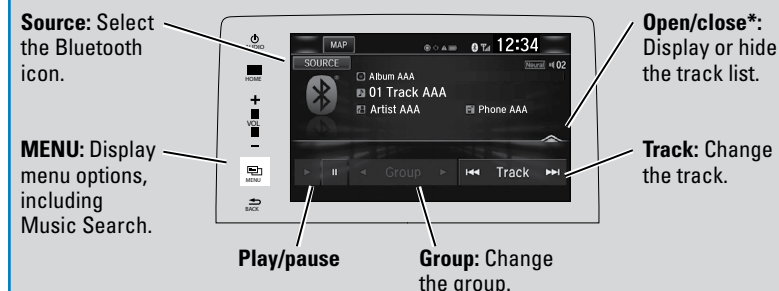 Source: Select
the Bluetooth
icon.
Open/close*:
Display or hide
the track list.
MENU: Display
menu options,
including
Music Search.
Track: Change
the track.
Play/pause
Group: Change
the group.
AUDIO
HOME
+
VOL
−
MENU
BACK
MAP
12:34
SOURCE
Neural
02
Album AAA
01 Track AAA
Artist AAA
Phone AAA
Group
Track